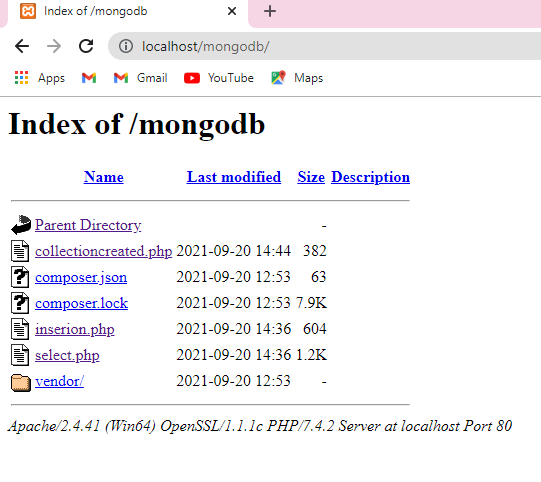 Index of /mongodb
localhost/mongodb/
Apps Gmail YouTube Maps
Index of /mongodb
Name Last modified Size Description
Parent Directory -
collectioncreated.php 2021-09-20 14:44 382
composer.json 2021-09-20 12:53 63
composer.lock 2021-09-20 12:53 7.9K
inserion.php 2021-09-20 14:36 604
select.php 2021-09-20 14:36 1.2K
vendor/ 2021-09-20 12:53 -
Apache/2.4.41 (Win64) OpenSSL/1.1.1c PHP/7.4.2 Server at localhost Port 80